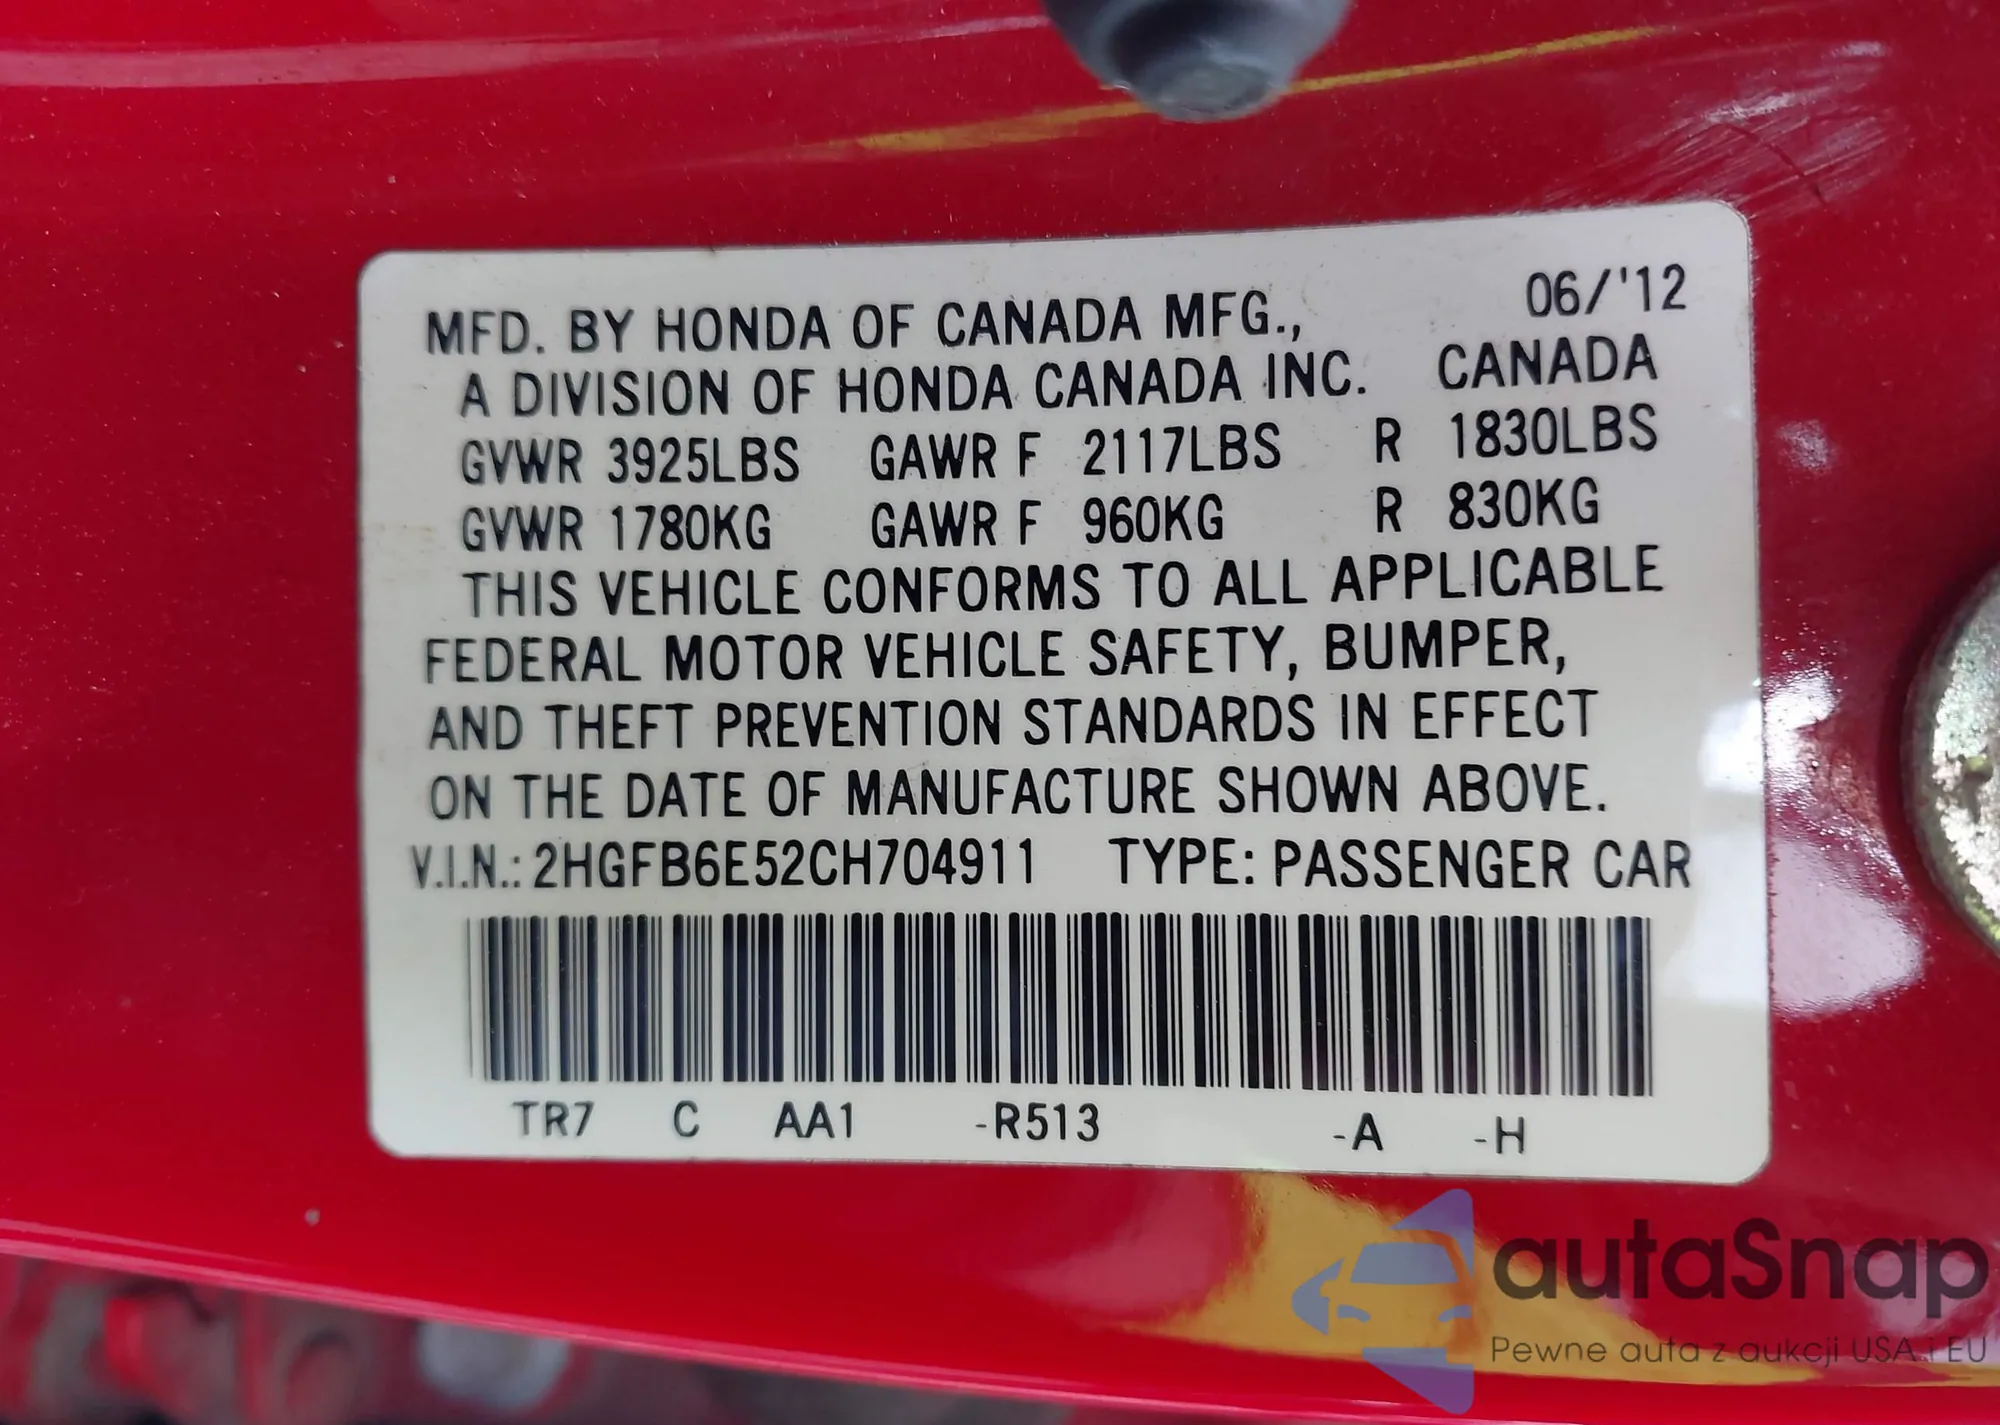 06/'12
MFD. BY HONDA OF CANADA MFG.,
A DIVISION OF HONDA CANADA INC. CANADA
GVWR 3925LBS GAWR F 2117LBS R 1830LBS
GVWR 1780KG GAWR F 960KG R 830KG
THIS VEHICLE CONFORMS TO ALL APPLICABLE
FEDERAL MOTOR VEHICLE SAFETY, BUMPER,
AND THEFT PREVENTION STANDARDS IN EFFECT
ON THE DATE OF MANUFACTURE SHOWN ABOVE.
V.I.N.: 2HGFB6E52CH704911 TYPE: PASSENGER CAR
TR7 C AA1 -R513 -A -H
autaSnap
Pewne auta z aukcji USA i EU